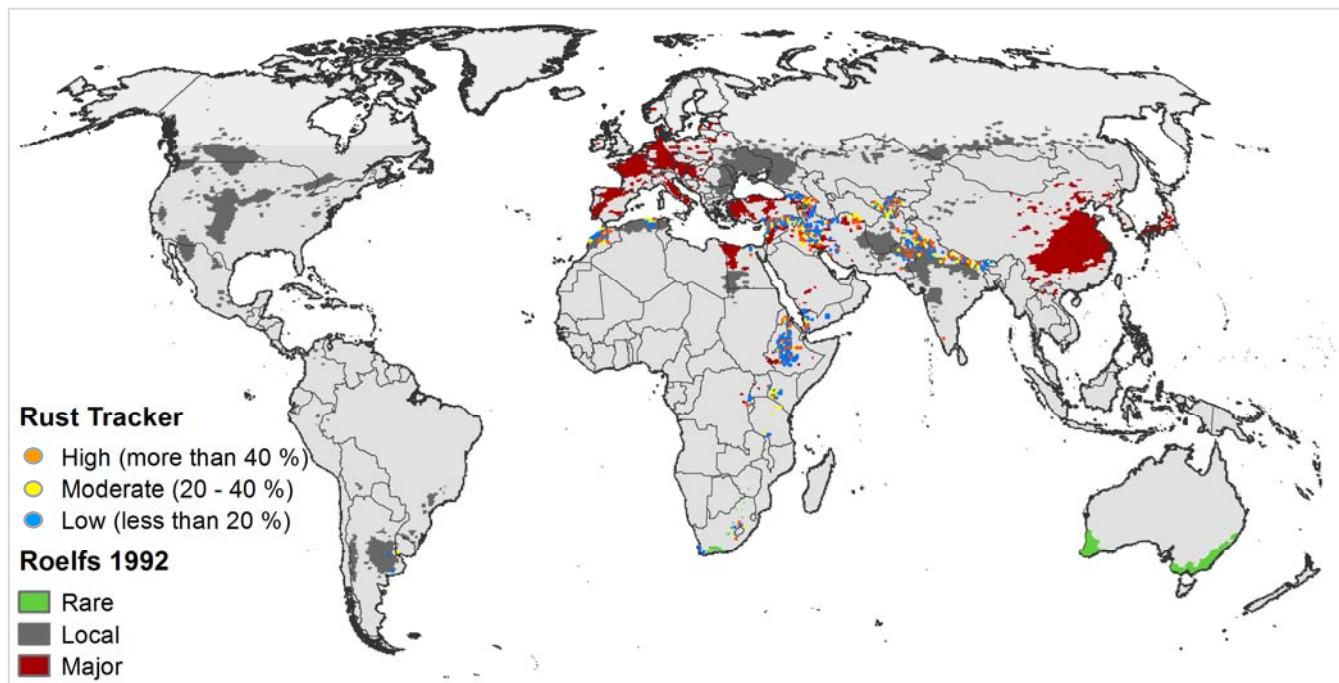 Rust Tracker
High (more than 40 %)
Moderate (20 - 40 %)
Low (less than 20 %)
Roelfs 1992
Rare
Local
Major